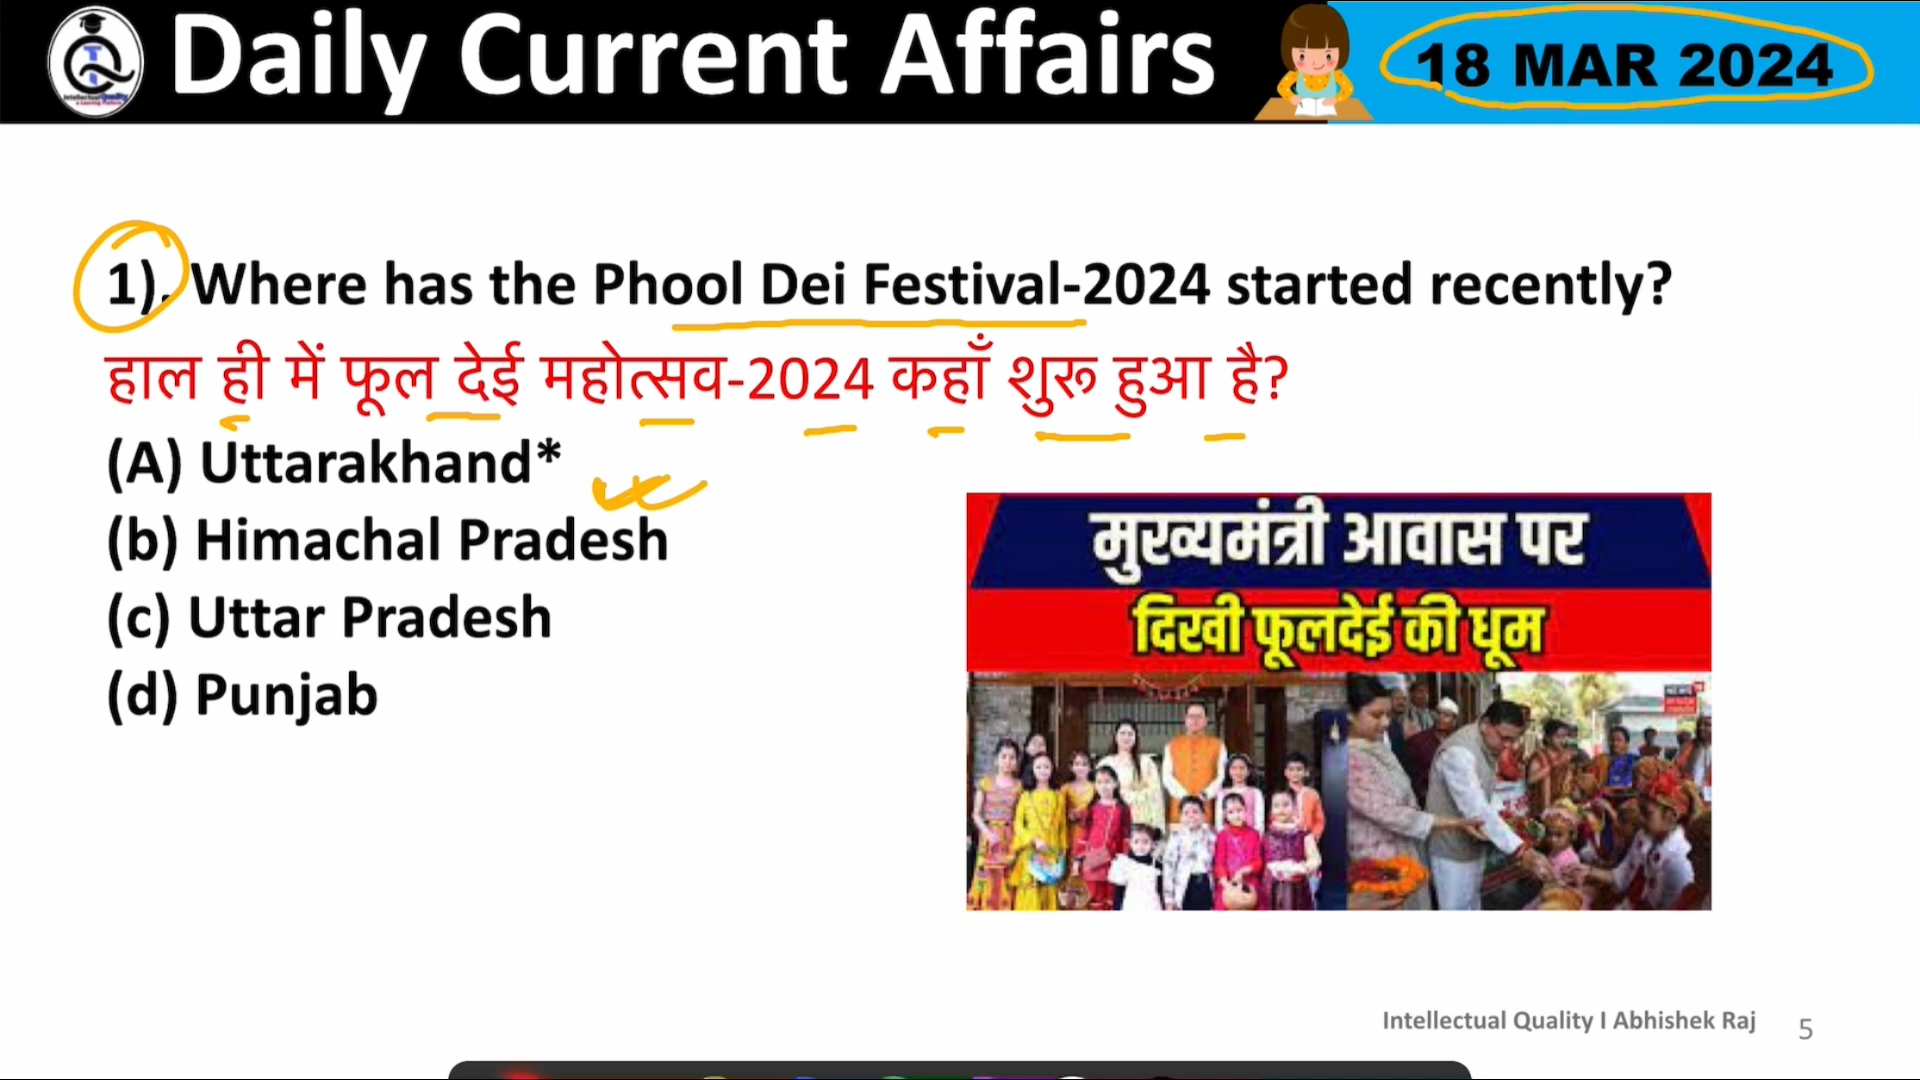 Daily Current Affairs
18 MAR 2024
1). Where has the Phool Dei Festival-2024 started recently?
हाल ही में फूल देई महोत्सव-2024 कहाँ शुरू हुआ है?
(A) Uttarakhand*
(b) Himachal Pradesh
(c) Uttar Pradesh
(d) Punjab
मुख्यमंत्री आवास पर
दिखी फूलदेई की धूम
Intellectual Quality I Abhishek Raj
5